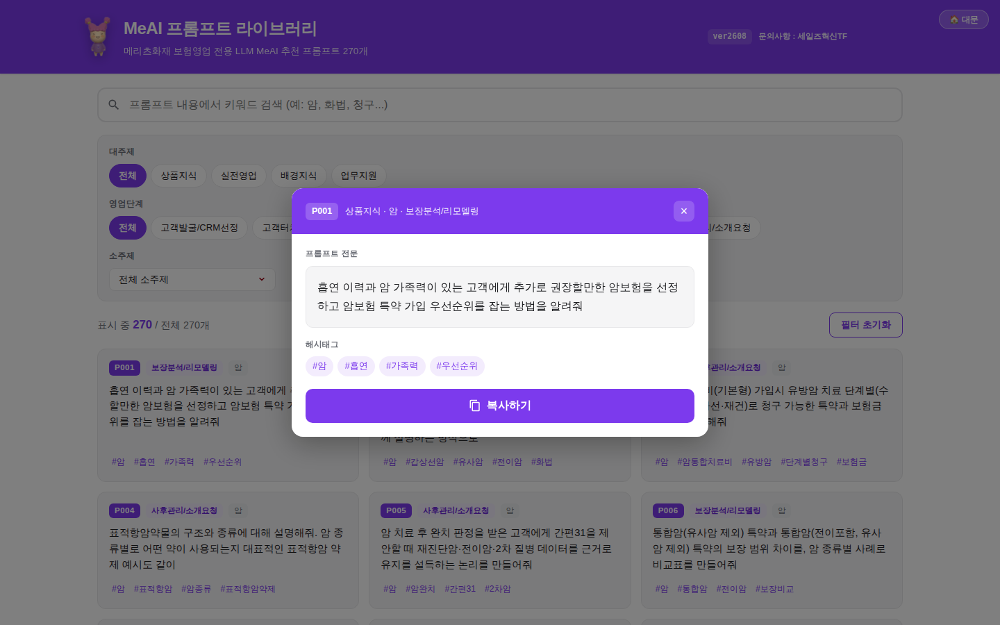 MeAI 프롬프트 라이브러리
메리츠화재 보험영업 전용 LLM MeAI 추천 프롬프트 270개
ver2608 문의사항 : 세일즈혁신TF
🏠 대문
프롬프트 내용에서 키워드 검색 (예: 암, 화법, 청구...)
대주제
전체 상품지식 실전영업 배경지식 업무지원
영업단계
전체 고객발굴/CRM선정 고객터
/소개요청
소주제
전체 소주제
표시 중 270 / 전체 270개
필터 초기화
P001 상품지식 · 암 · 보장분석/리모델링 ×
프롬프트 전문
흡연 이력과 암 가족력이 있는 고객에게 추가로 권장할만한 암보험을 선정
하고 암보험 특약 가입 우선순위를 잡는 방법을 알려줘
해시태그
#암 #흡연 #가족력 #우선순위
복사하기
P001 보장분석/리모델링 암
흡연 이력과 암 가족력이 있는 고객에게
할만한 암보험을 선정하고 암보험 특약
위를 잡는 방법을 알려줘
#암 #흡연 #가족력 #우선순위
께 설명하는 방식으로
#암 #갑상선암 #유사암 #전이암 #화법
후관리/소개요청 암
(기본형) 가입시 유방암 치료 단계별(수
선·재건)로 청구 가능한 특약과 보험금
해줘
#암 #암통합치료비 #유방암 #단계별청구 #보험금
P004 사후관리/소개요청 암
표적항암약물의 구조와 종류에 대해 설명해줘. 암 종
류별로 어떤 약이 사용되는지 대표적인 표적항암 약
제 예시도 같이
#암 #표적항암 #암종류 #표적항암약제
P005 사후관리/소개요청 암
암 치료 후 완치 판정을 받은 고객에게 간편31을 제
안할 때 재진단암·전이암·2차 질병 데이터를 근거로
유지를 설득하는 논리를 만들어줘
#암 #암완치 #간편31 #2차암
P006 보장분석/리모델링 암
통합암(유사암 제외) 특약과 통합암(전이포함, 유사
암 제외) 특약의 보장 범위 차이를, 암 종류별 사례로
비교표를 만들어줘
#암 #통합암 #전이암 #보장비교